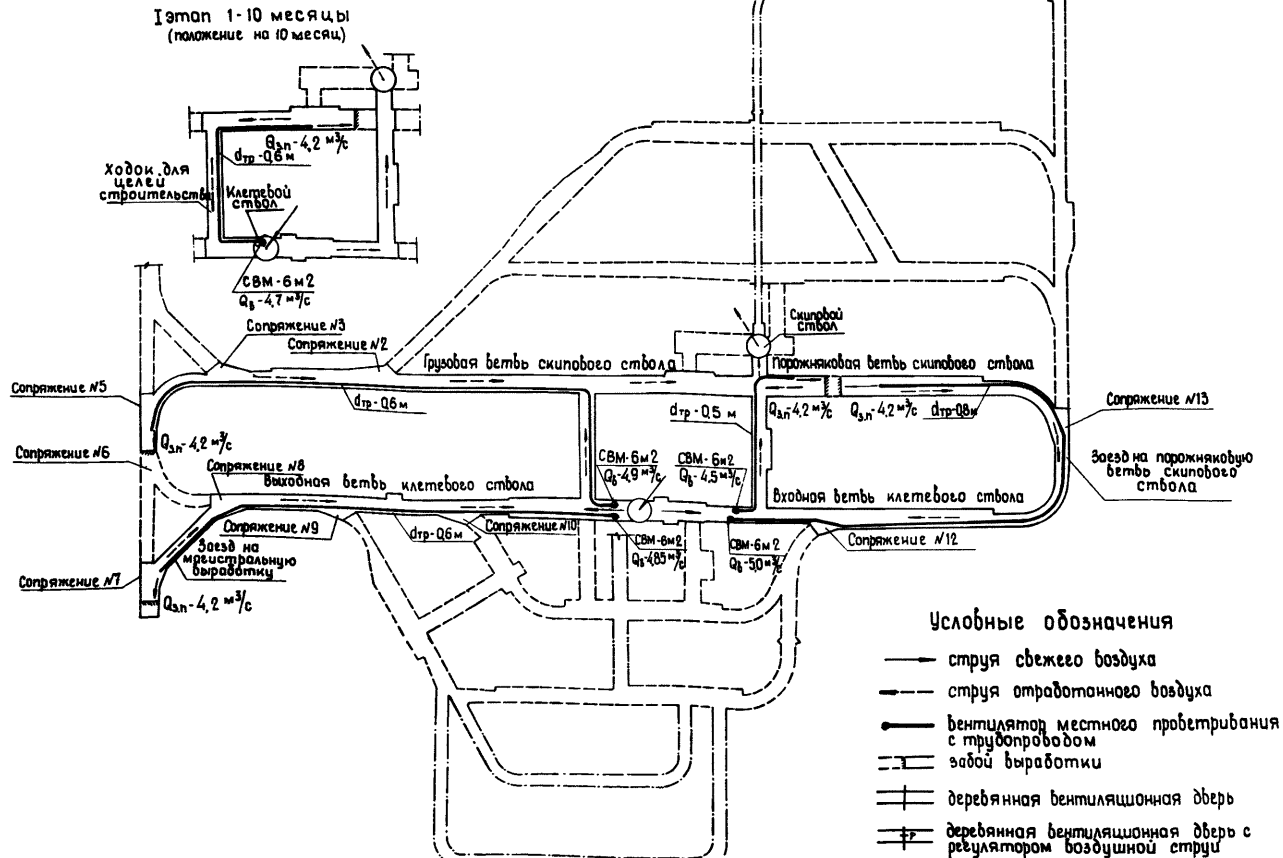 I этап 1-10 месяцы
(положение на 10 месяц)
Qз.п-4,2 м³/с
dтр-0,6 м
Ходок для
целей
строительства
Клетевой
ствол
СВМ-6м2
Qв-4,7 м³/с
Сопряжение №3
Сопряжение №2
Скиповой
ствол
Грузовая ветвь скипового ствола
Порожняковая ветвь скипового ствола
Сопряжение №5
dтр-0,6 м
dтр-0,5 м
Qз.п-4,2 м³/с
Qз.п-4,2 м³/с
dтр-0,8м
Сопряжение №13
Qз.п-4,2 м³/с
Сопряжение №6
Сопряжение №8
Выходная ветвь клетевого ствола
СВМ-6м2
Qв-4,9 м³/с
СВМ-6м2
Qв-4,5 м³/с
Входная ветвь клетевого ствола
Заезд на порожняковую
ветвь скипового
ствола
Сопряжение №9
dтр-0,6 м
Сопряжение №10
СВМ-6м2
Qв-4,85 м³/с
СВМ-6м2
Qв-5,0 м³/с
Сопряжение №12
Заезд на
магистральную
выработку
Сопряжение №7
Qз.п-4,2 м³/с
Условные обозначения
струя свежего воздуха
струя отработанного воздуха
вентилятор местного проветривания
с трубопроводом
забой выработки
деревянная вентиляционная дверь
Р
деревянная вентиляционная дверь с
регулятором воздушной струи